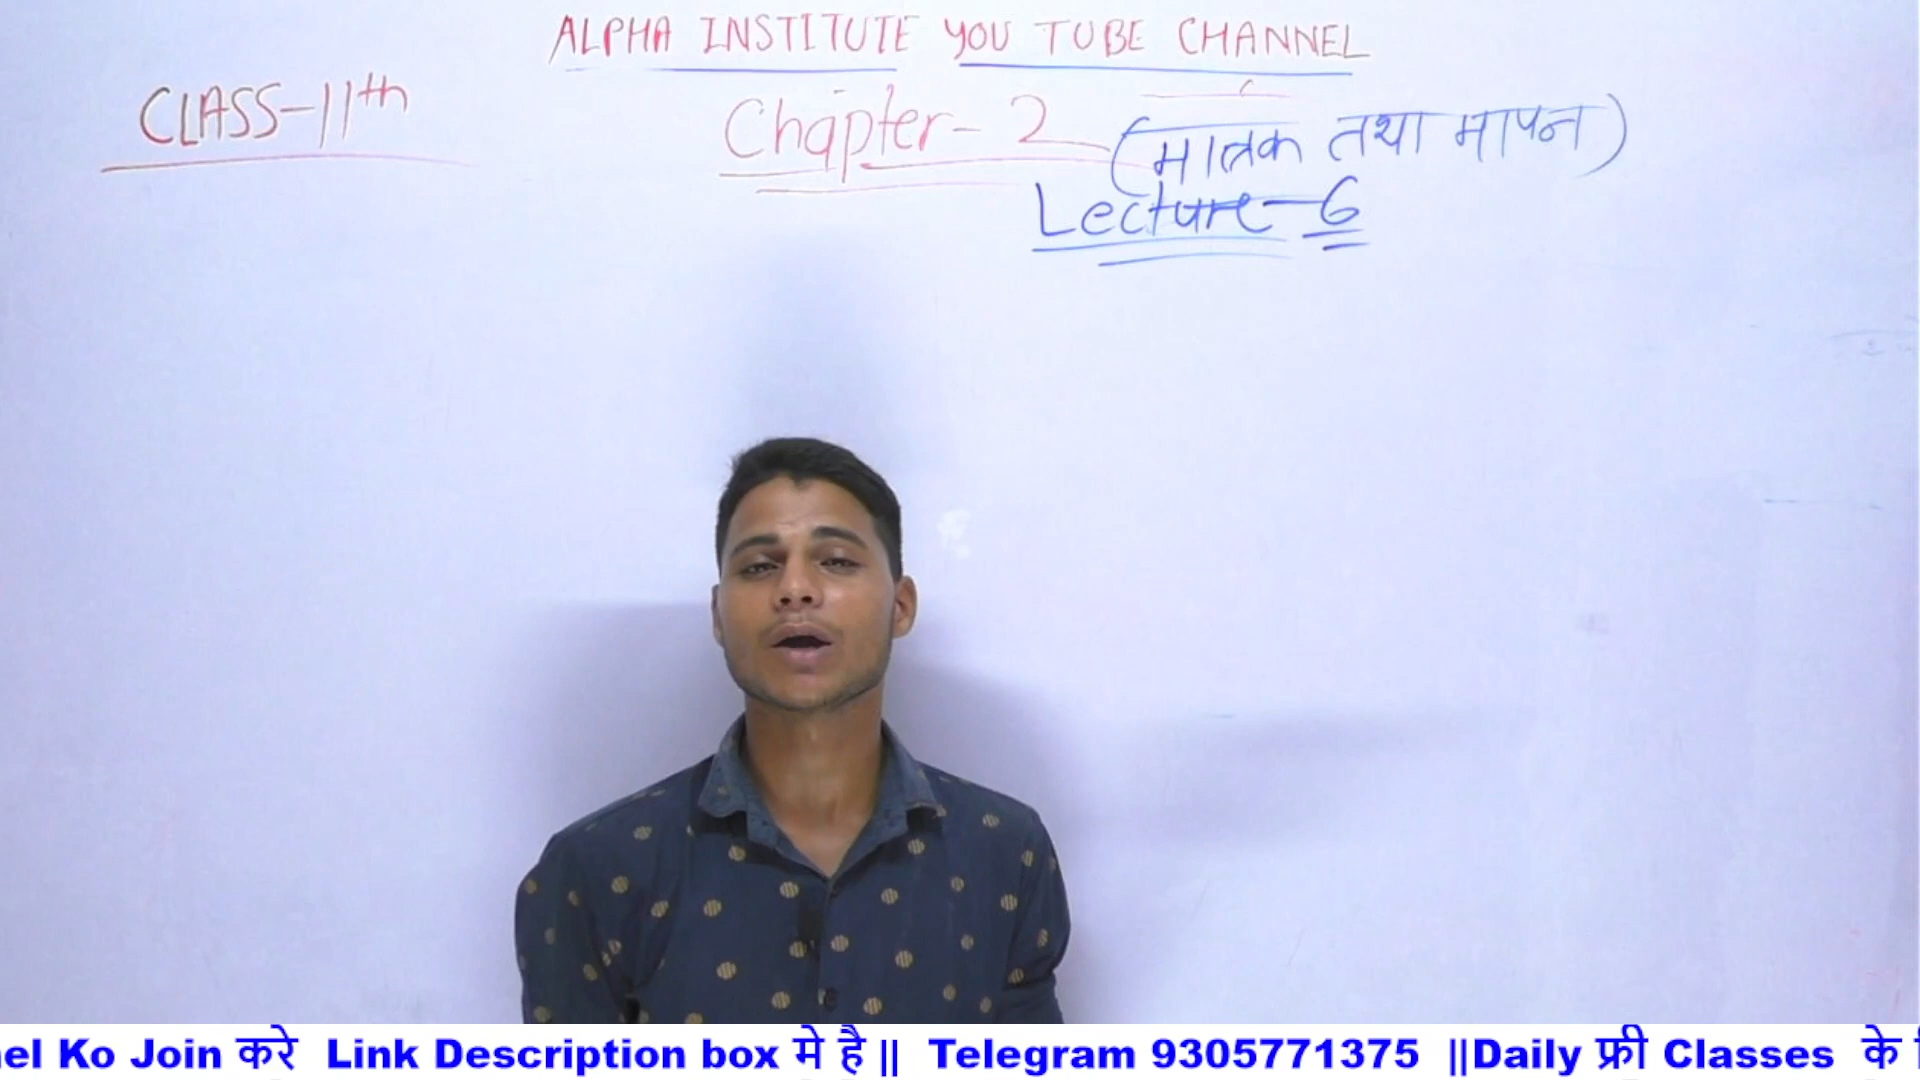 ALPHA INSTITUTE YOU TUBE CHANNEL
CLASS-11th
Chapter-2 (मात्रक तथा मापन)
Lecture-6
Ko Join करे Link Description box मे है || Telegram 9305771375 ||Daily फ्री Classes के